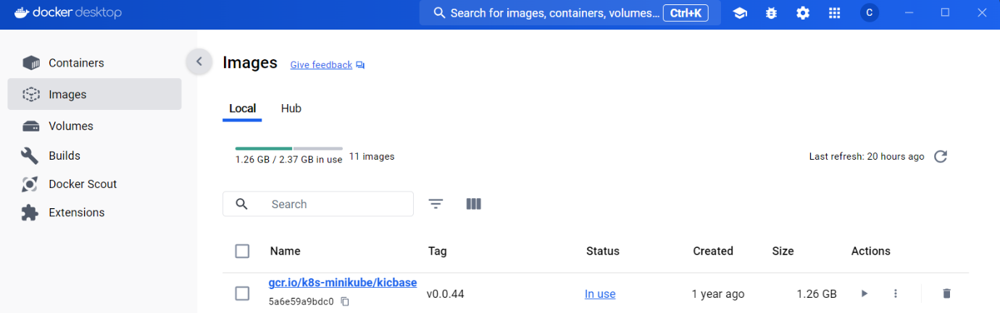 docker desktop
Search for images, containers, volumes... Ctrl+K
C
Containers
Images
Volumes
Builds
Docker Scout
Extensions
Images Give feedback
Local Hub
1.26 GB / 2.37 GB in use 11 images
Last refresh: 20 hours ago
Search
Name Tag Status Created Size Actions
gcr.io/k8s-minikube/kicbase
5a6e59a9bdc0
v0.0.44 In use 1 year ago 1.26 GB